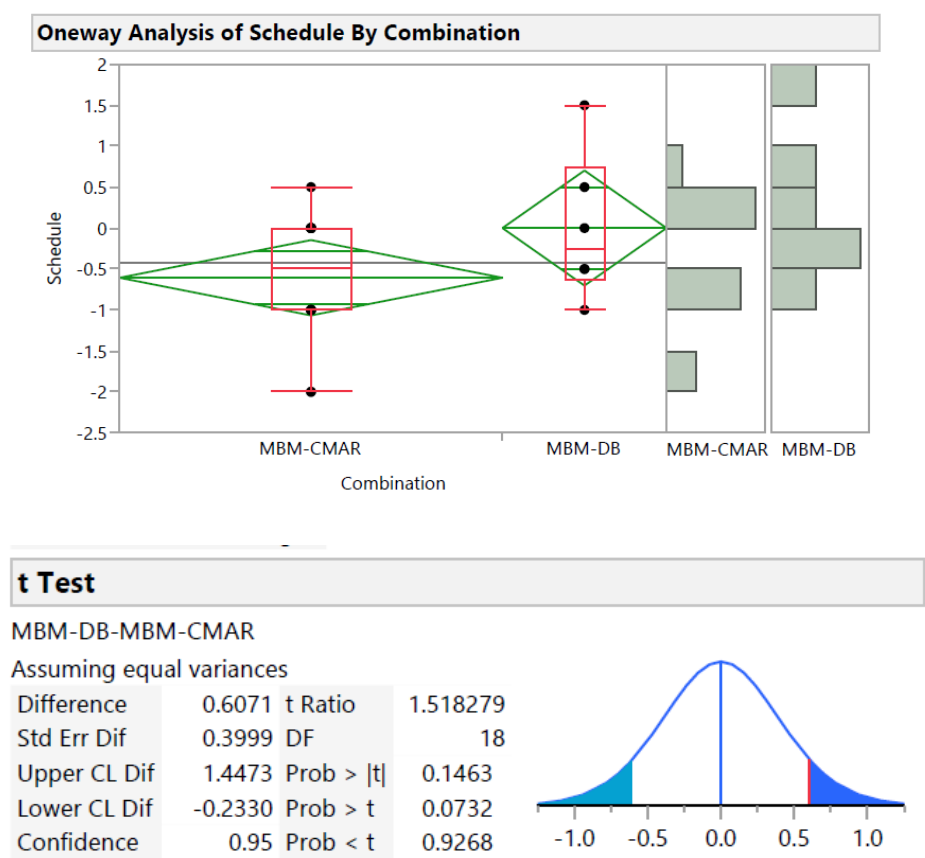 Oneway Analysis of Schedule By Combination
2
1.5
1
0.5
0
-0.5
-1
-1.5
-2
-2.5
Schedule
MBM-CMAR MBM-DB MBM-CMAR MBM-DB
Combination
t Test
MBM-DB-MBM-CMAR
Assuming equal variances
Difference 0.6071 t Ratio 1.518279
Std Err Dif 0.3999 DF 18
Upper CL Dif 1.4473 Prob > |t| 0.1463
Lower CL Dif -0.2330 Prob > t 0.0732
Confidence 0.95 Prob < t 0.9268
-1.0 -0.5 0.0 0.5 1.0